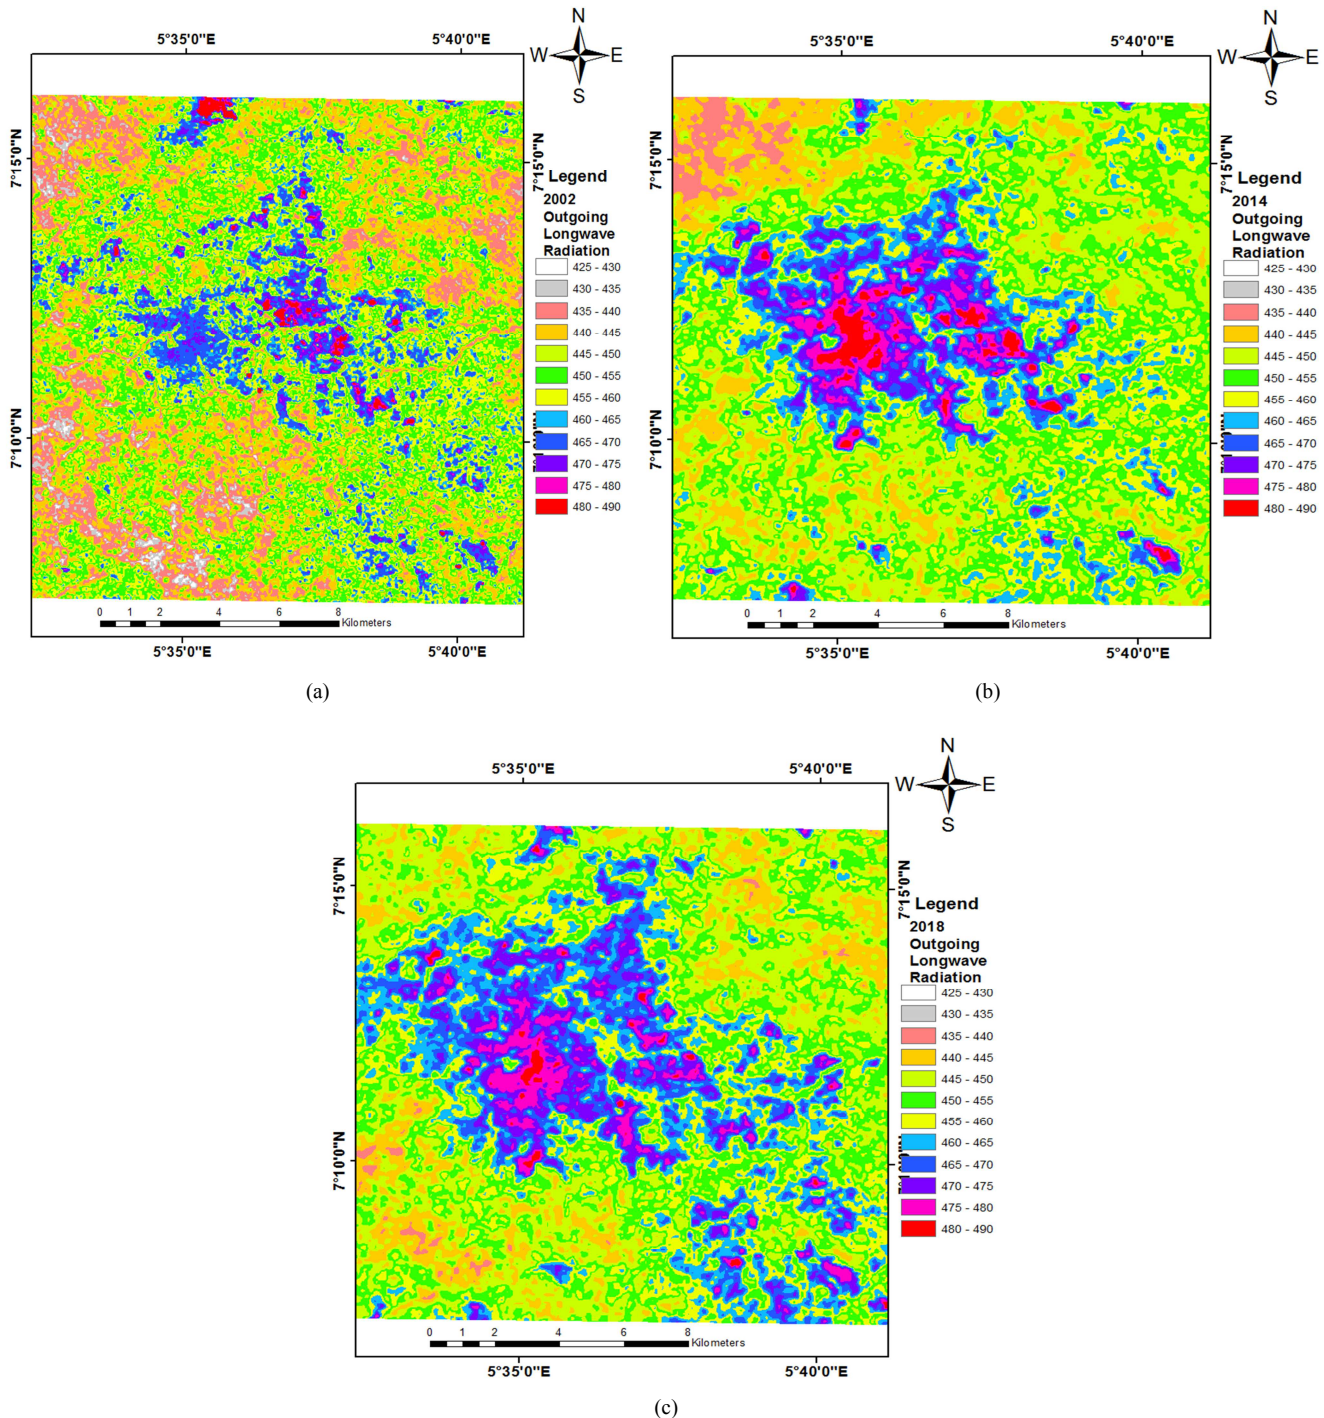 N
W E
S
5°35'0"E 5°40'0"E
7°15'0"N
7°10'0"N
7°15'0"N
Legend
2002
Outgoing
Longwave
Radiation
425 - 430
430 - 435
435 - 440
440 - 445
445 - 450
450 - 455
455 - 460
460 - 465
465 - 470
470 - 475
475 - 480
480 - 490
0 1 2 4 6 8
Kilometers
5°35'0"E 5°40'0"E
(a)
N
W E
S
5°35'0"E 5°40'0"E
7°15'0"N
7°10'0"N
7°15'0"N
Legend
2014
Outgoing
Longwave
Radiation
425 - 430
430 - 435
435 - 440
440 - 445
445 - 450
450 - 455
455 - 460
460 - 465
465 - 470
470 - 475
475 - 480
480 - 490
0 1 2 4 6 8
Kilometers
5°35'0"E 5°40'0"E
(b)
N
W E
S
5°35'0"E 5°40'0"E
7°15'0"N
7°10'0"N
7°15'0"N
Legend
2018
Outgoing
Longwave
Radiation
425 - 430
430 - 435
435 - 440
440 - 445
445 - 450
450 - 455
455 - 460
460 - 465
465 - 470
470 - 475
475 - 480
480 - 490
0 1 2 4 6 8
Kilometers
5°35'0"E 5°40'0"E
(c)